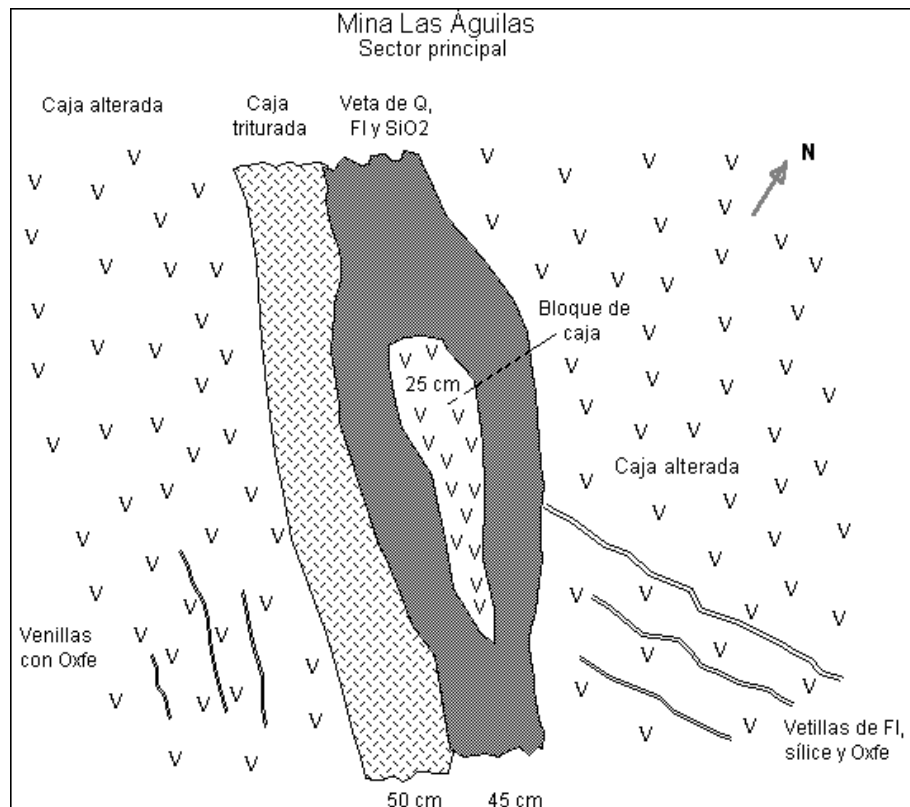 Mina Las Águilas
Sector principal
Caja alterada
Caja
triturada
Veta de Q,
Fl y SiO2
N
Bloque de
caja
25 cm
Caja alterada
Venillas
con Oxfe
Vetillas de Fl,
sílice y Oxfe
50 cm
45 cm